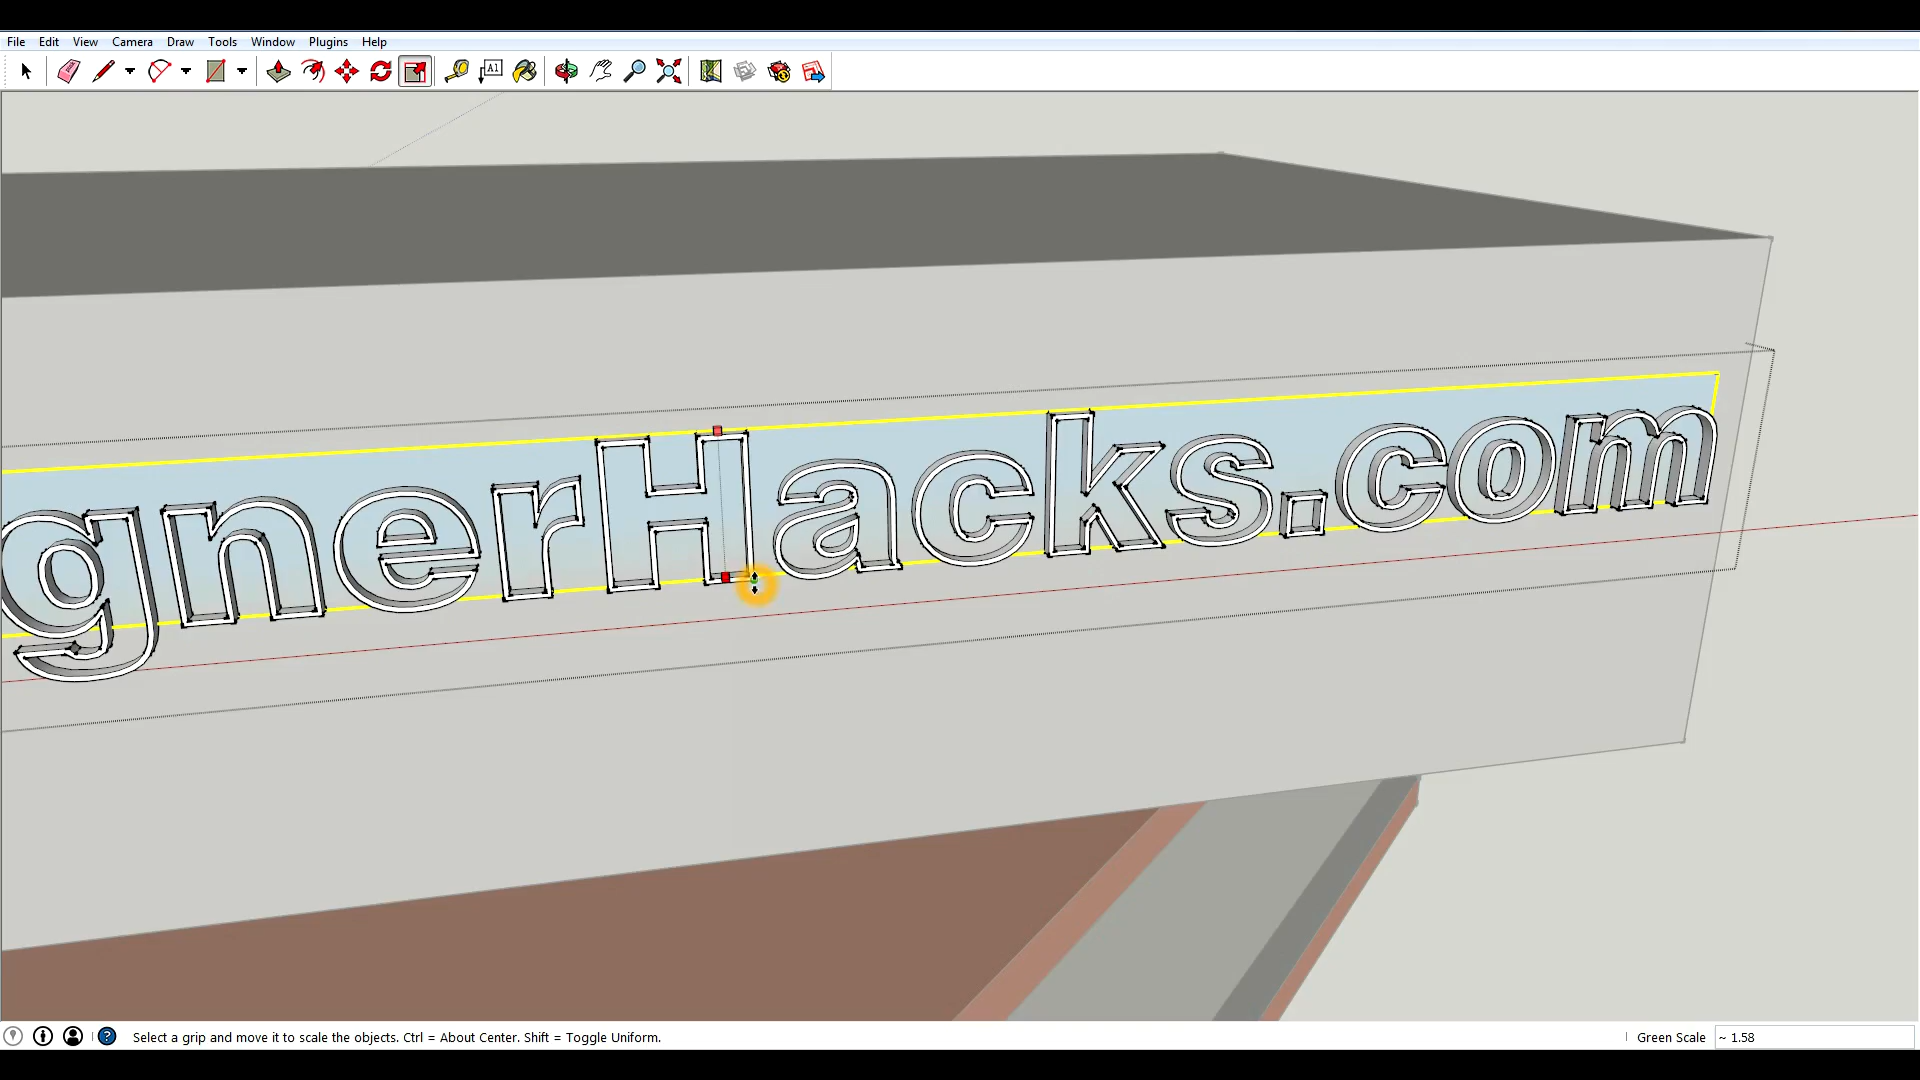 File Edit View Camera Draw Tools Window Plugins Help
A1
gnerHacks.com
Select a grip and move it to scale the objects. Ctrl = About Center. Shift = Toggle Uniform.
Green Scale ~ 1.58